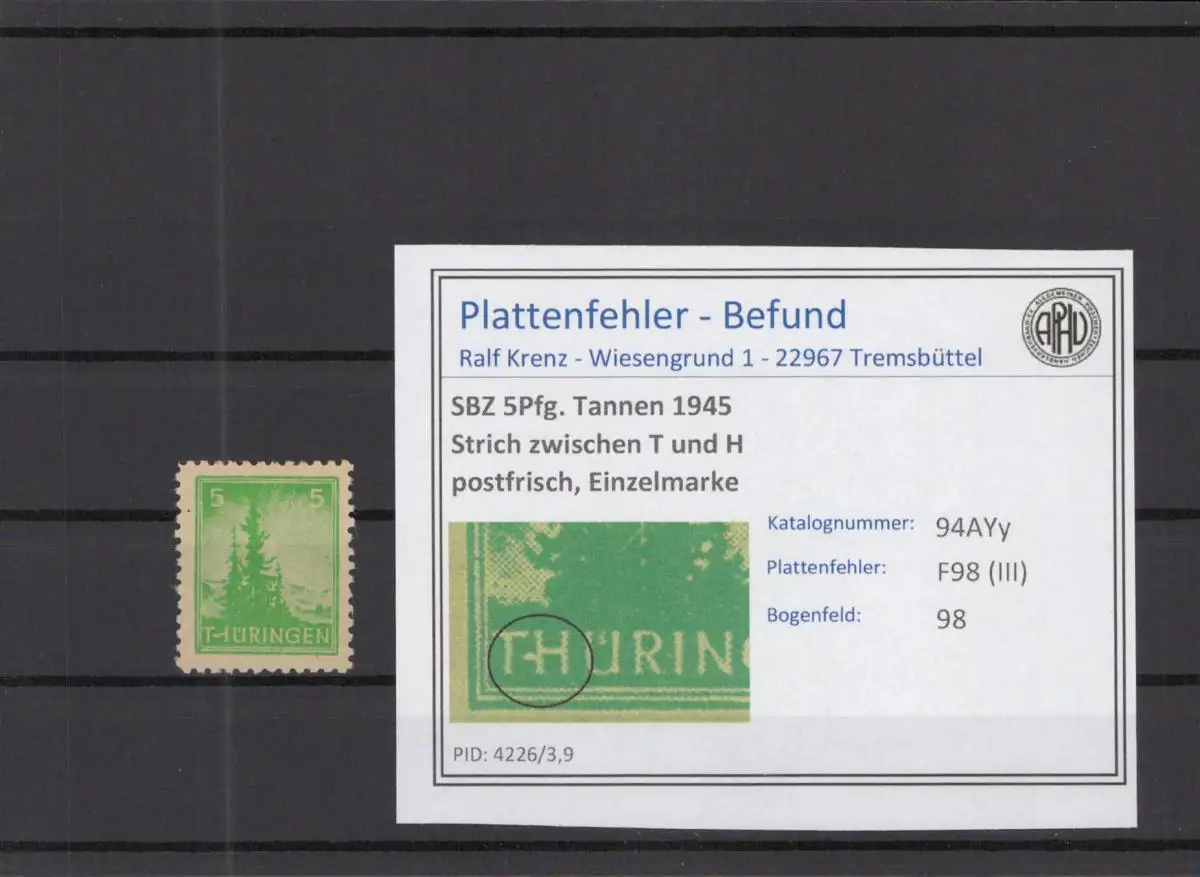 5 5
THÜRINGEN
Plattenfehler - Befund
Ralf Krenz - Wiesengrund 1 - 22967 Tremsbüttel
APHV
SBZ 5Pfg. Tannen 1945
Strich zwischen T und H
postfrisch, Einzelmarke
THÜRIN
Katalognummer: 94AYy
Plattenfehler: F98 (III)
Bogenfeld: 98
PID: 4226/3,9